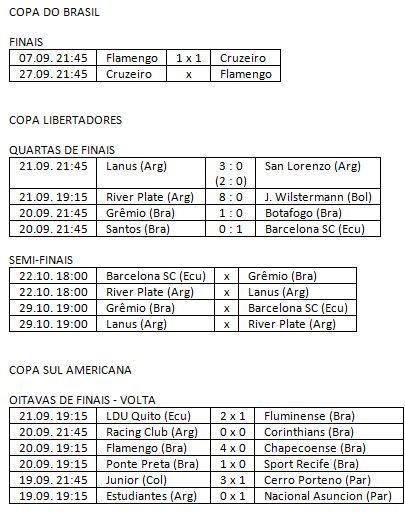 COPA DO BRASIL
FINAIS
07.09. 21:45 Flamengo 1 x 1 Cruzeiro
27.09. 21:45 Cruzeiro x Flamengo
COPA LIBERTADORES
QUARTAS DE FINAIS
21.09. 21:45 Lanus (Arg) 3 : 0 San Lorenzo (Arg)
(2 : 0)
21.09. 19:15 River Plate (Arg) 8 : 0 J. Wilstermann (Bol)
20.09. 21:45 Grêmio (Bra) 1 : 0 Botafogo (Bra)
20.09. 21:45 Santos (Bra) 0 : 1 Barcelona SC (Ecu)
SEMI-FINAIS
22.10. 18:00 Barcelona SC (Ecu) x Grêmio (Bra)
22.10. 18:00 River Plate (Arg) x Lanus (Arg)
29.10. 19:00 Grêmio (Bra) x Barcelona SC (Ecu)
29.10. 19:00 Lanus (Arg) x River Plate (Arg)
COPA SUL AMERICANA
OITAVAS DE FINAIS - VOLTA
21.09. 19:15 LDU Quito (Ecu) 2 x 1 Fluminense (Bra)
20.09. 21:45 Racing Club (Arg) 0 x 0 Corinthians (Bra)
20.09. 19:15 Flamengo (Bra) 4 x 0 Chapecoense (Bra)
20.09. 19:15 Ponte Preta (Bra) 1 x 0 Sport Recife (Bra)
19.09. 21:45 Junior (Col) 3 x 1 Cerro Porteno (Par)
19.09. 19:15 Estudiantes (Arg) 0 x 1 Nacional Asuncion (Par)